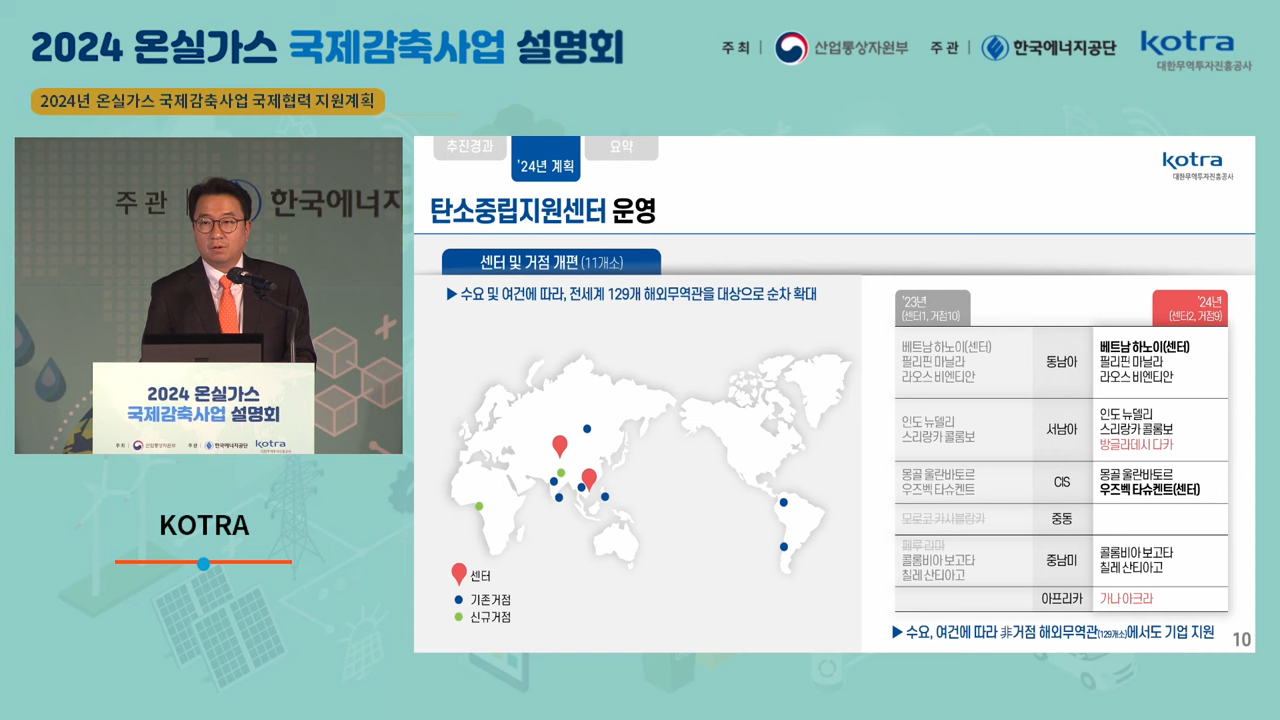 2024 온실가스 국제감축사업 설명회
주 최 | 산업통상자원부 주 관 | 한국에너지공단 kotra
대한무역투자진흥공사
2024년 온실가스 국제감축사업 국제협력 지원계획
주 관 | 한국에너지
2024 온실가스
국제감축사업 설명회
주 최 | 산업통상자원부 주 관 | 한국에너지공단 kotra
KOTRA
추진경과
'24년 계획
요약
kotra
대한무역투자진흥공사
탄소중립지원센터 운영
센터 및 거점 개편 (11개소)
▶ 수요 및 여건에 따라, 전세계 129개 해외무역관을 대상으로 순차 확대
센터
기존거점
신규거점
'23년
(센터1, 거점10)
'24년
(센터2, 거점9)
베트남 하노이(센터)
필리핀 마닐라
라오스 비엔티안
동남아
베트남 하노이(센터)
필리핀 마닐라
라오스 비엔티안
인도 뉴델리
스리랑카 콜롬보
서남아
인도 뉴델리
스리랑카 콜롬보
방글라데시 다카
몽골 울란바토르
우즈벡 타슈켄트
CIS
몽골 울란바토르
우즈벡 타슈켄트(센터)
모로코 카사블랑카
중동
페루 리마
콜롬비아 보고타
칠레 산티아고
중남미
콜롬비아 보고타
칠레 산티아고
아프리카
가나 아크라
▶ 수요, 여건에 따라 非거점 해외무역관(129개소)에서도 기업 지원
10